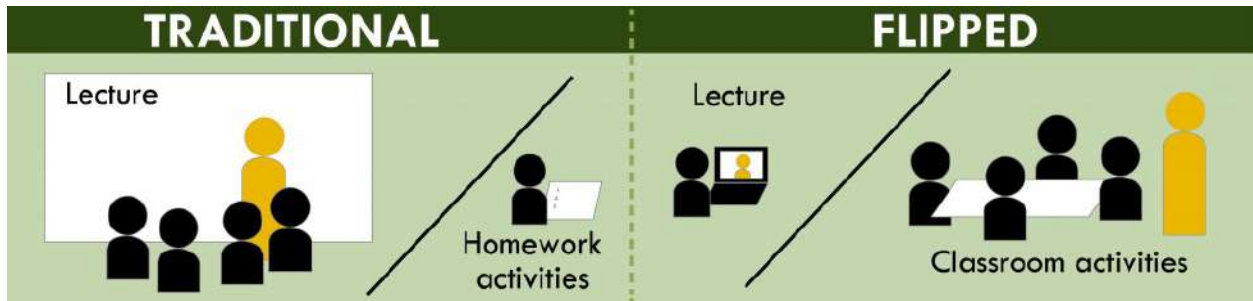 TRADITIONAL
Lecture
Homework
activities
FLIPPED
Lecture
Classroom activities